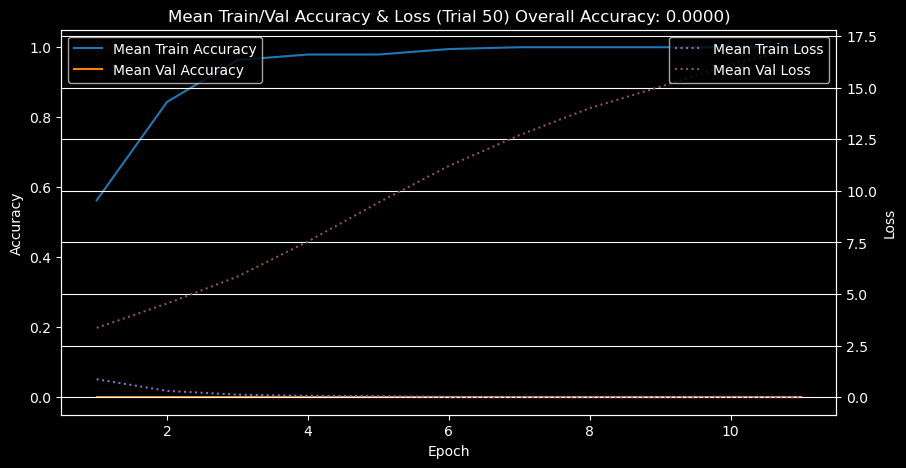 Mean Train/Val Accuracy & Loss (Trial 50) Overall Accuracy: 0.0000)
Mean Train Accuracy
Mean Val Accuracy
Mean Train Loss
Mean Val Loss
1.0
0.8
0.6
0.4
0.2
0.0
Accuracy
17.5
15.0
12.5
10.0
7.5
5.0
2.5
0.0
Loss
2 4 6 8 10
Epoch